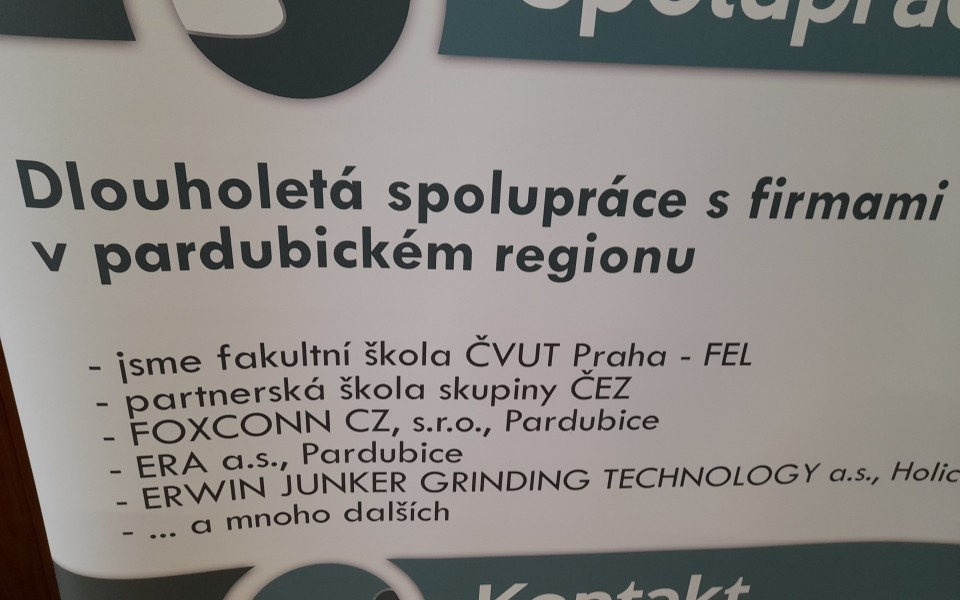 Dlouholetá spolupráce s firmami
v pardubickém regionu
- jsme fakultní škola ČVUT Praha - FEL
- partnerská škola skupiny ČEZ
- FOXCONN CZ, s.r.o., Pardubice
- ERA a.s., Pardubice
- ERWIN JUNKER GRINDING TECHNOLOGY a.s.,
- ... a mnoho dalších
Kontakt